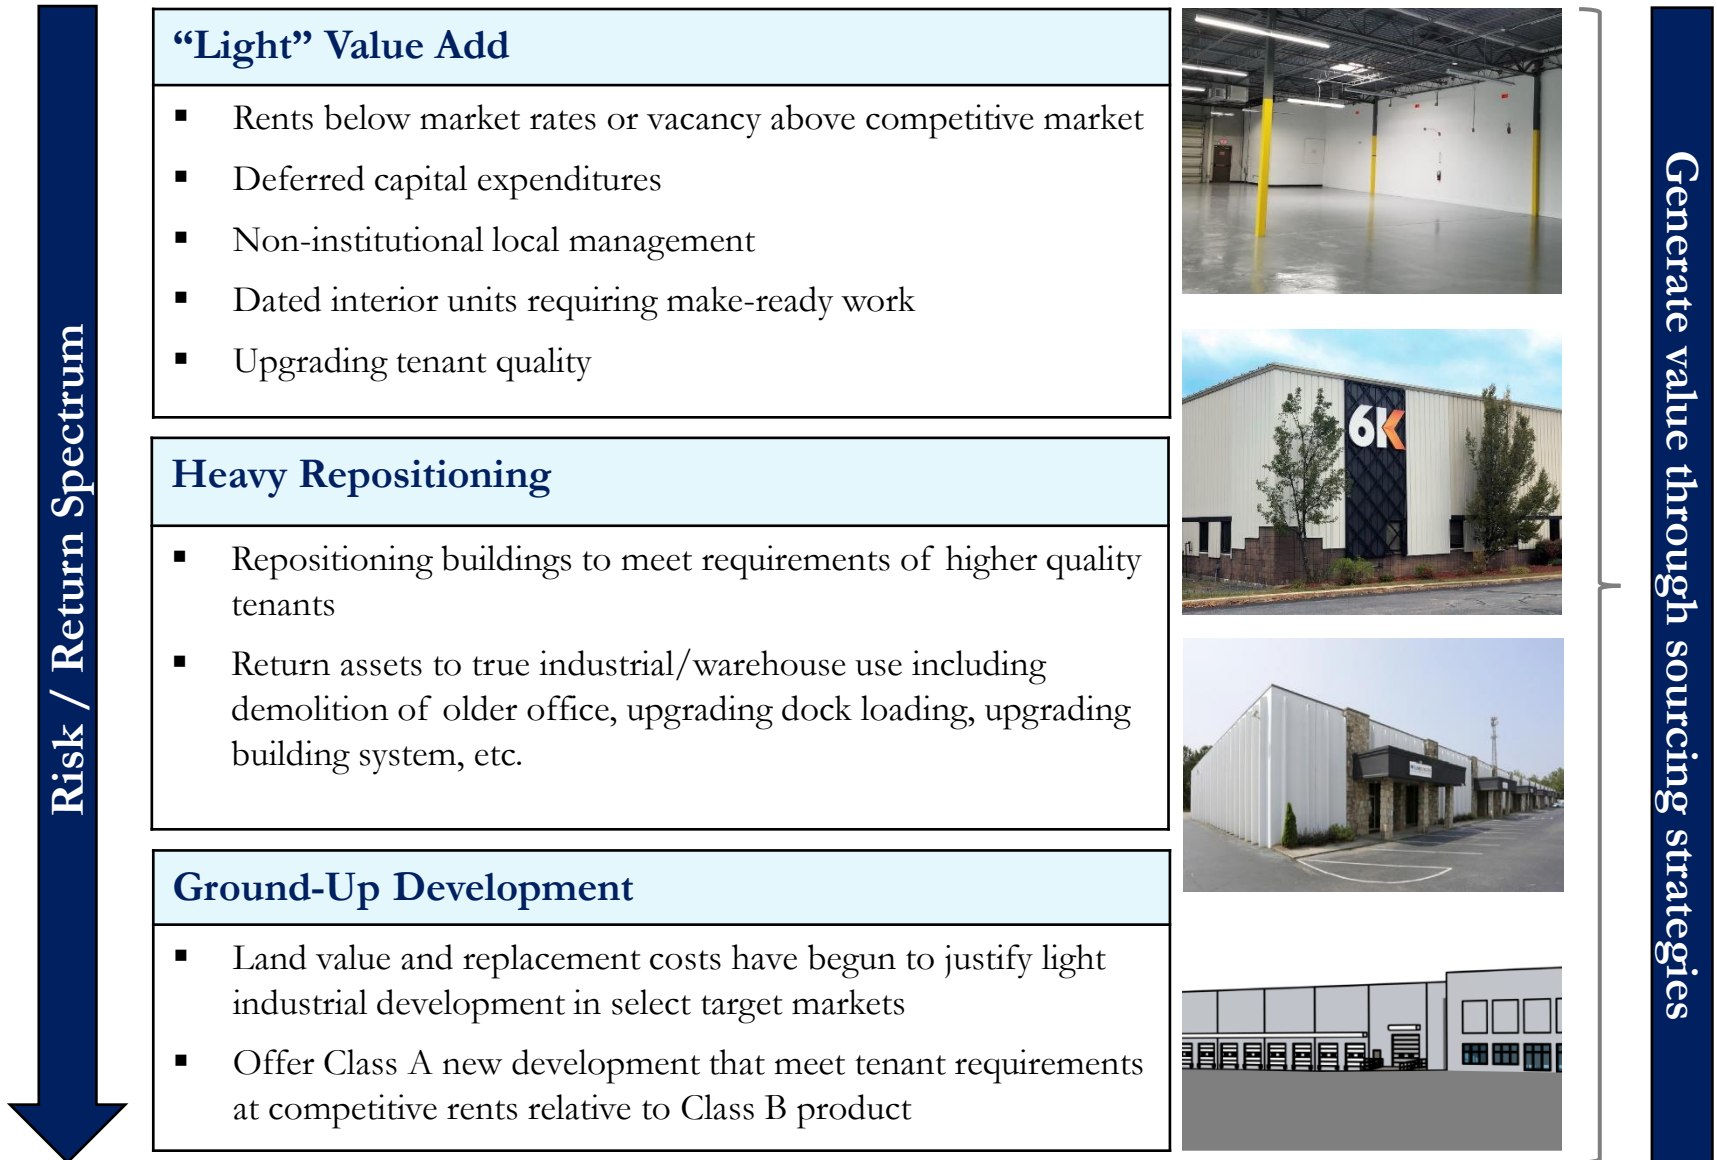 Risk / Return Spectrum
“Light” Value Add
▪ Rents below market rates or vacancy above competitive market
▪ Deferred capital expenditures
▪ Non-institutional local management
▪ Dated interior units requiring make-ready work
▪ Upgrading tenant quality
Heavy Repositioning
▪ Repositioning buildings to meet requirements of higher quality
tenants
▪ Return assets to true industrial/warehouse use including
demolition of older office, upgrading dock loading, upgrading
building system, etc.
Ground-Up Development
▪ Land value and replacement costs have begun to justify light
industrial development in select target markets
▪ Offer Class A new development that meet tenant requirements
at competitive rents relative to Class B product
6K
Generate value through sourcing strategies